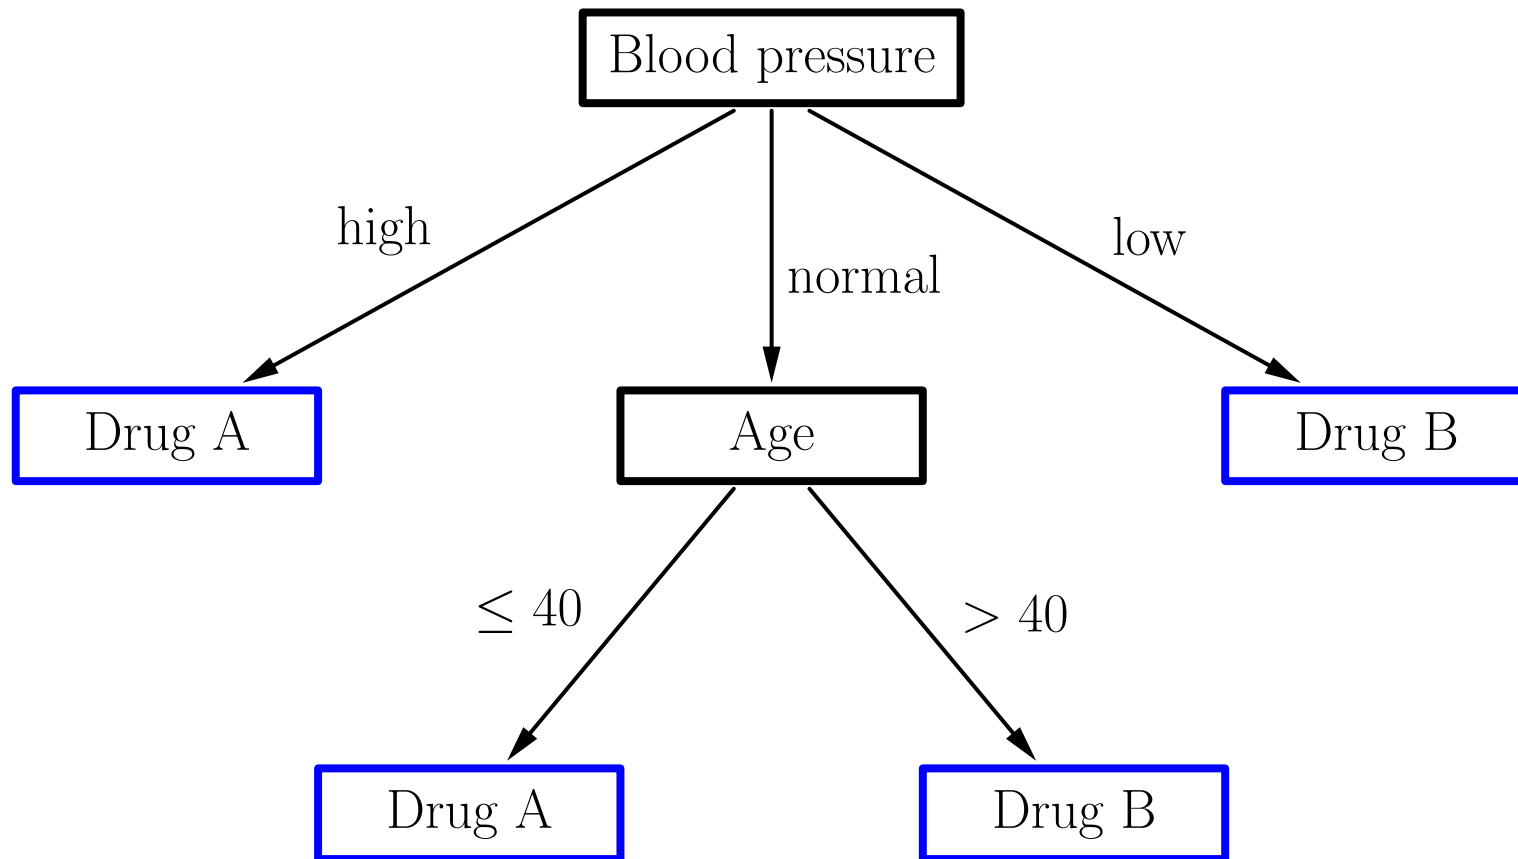 Blood pressure
high
normal
low
Drug A
Age
Drug B
≤ 40
> 40
Drug A
Drug B